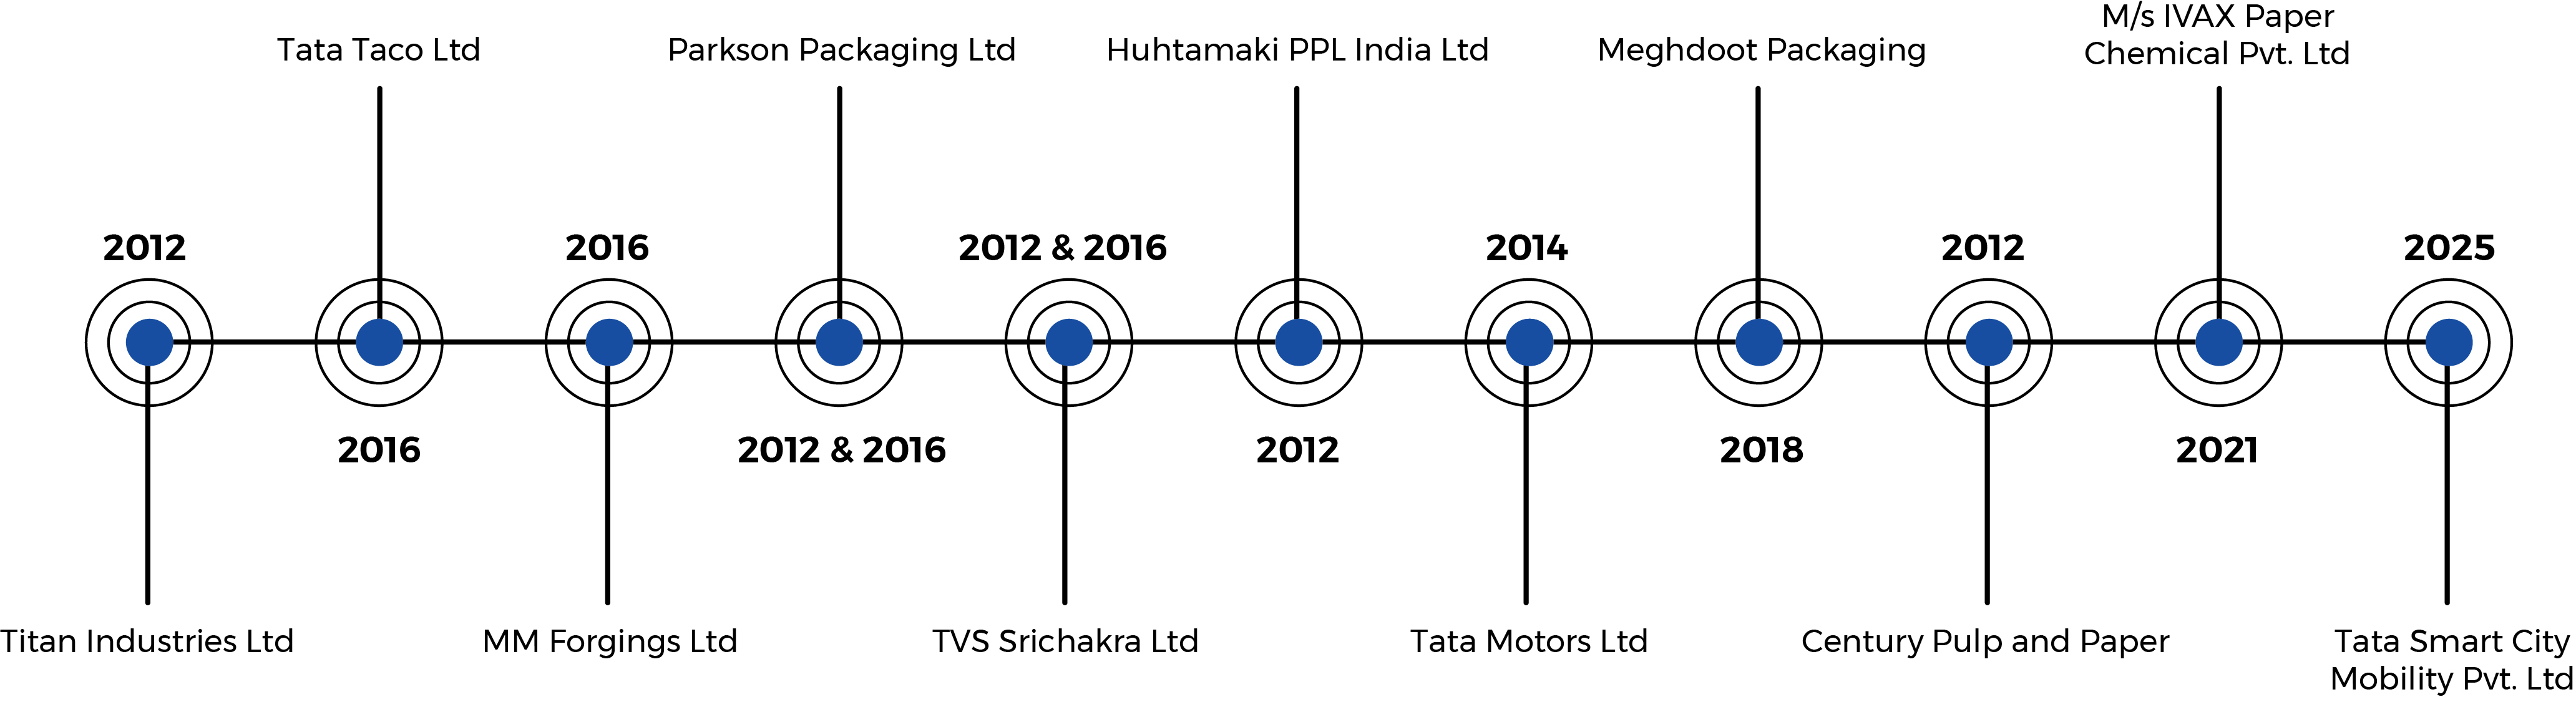 M/s IVAX Paper
Chemical Pvt. Ltd
Tata Taco Ltd
Parkson Packaging Ltd
Huhtamaki PPL India Ltd
Meghdoot Packaging
2012
2016
2012 & 2016
2014
2012
2025
2016
2012 & 2016
2012
2018
2021
Titan Industries Ltd
MM Forgings Ltd
TVS Srichakra Ltd
Tata Motors Ltd
Century Pulp and Paper
Tata Smart City
Mobility Pvt. Ltd